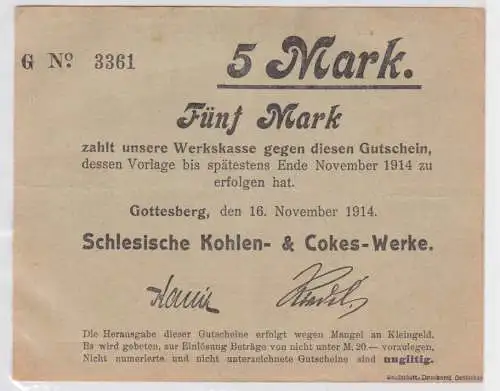 G № 3361
5 Mark.
Fünf Mark
zahlt unsere Werkskasse gegen diesen Gutschein,
dessen Vorlage bis spätestens Ende November 1914 zu
erfolgen hat.
Gottesberg, den 16. November 1914.
Schlesische Kohlen- & Cokes-Werke.
Die Herausgabe dieser Gutscheine erfolgt wegen Mangel an Kleingeld.
Es wird gebeten, zur Einlösung Beträge von nicht unter M. 20.— vorzulegen.
Nicht numerierte und nicht unterzeichnete Gutscheine sind ungiltig.